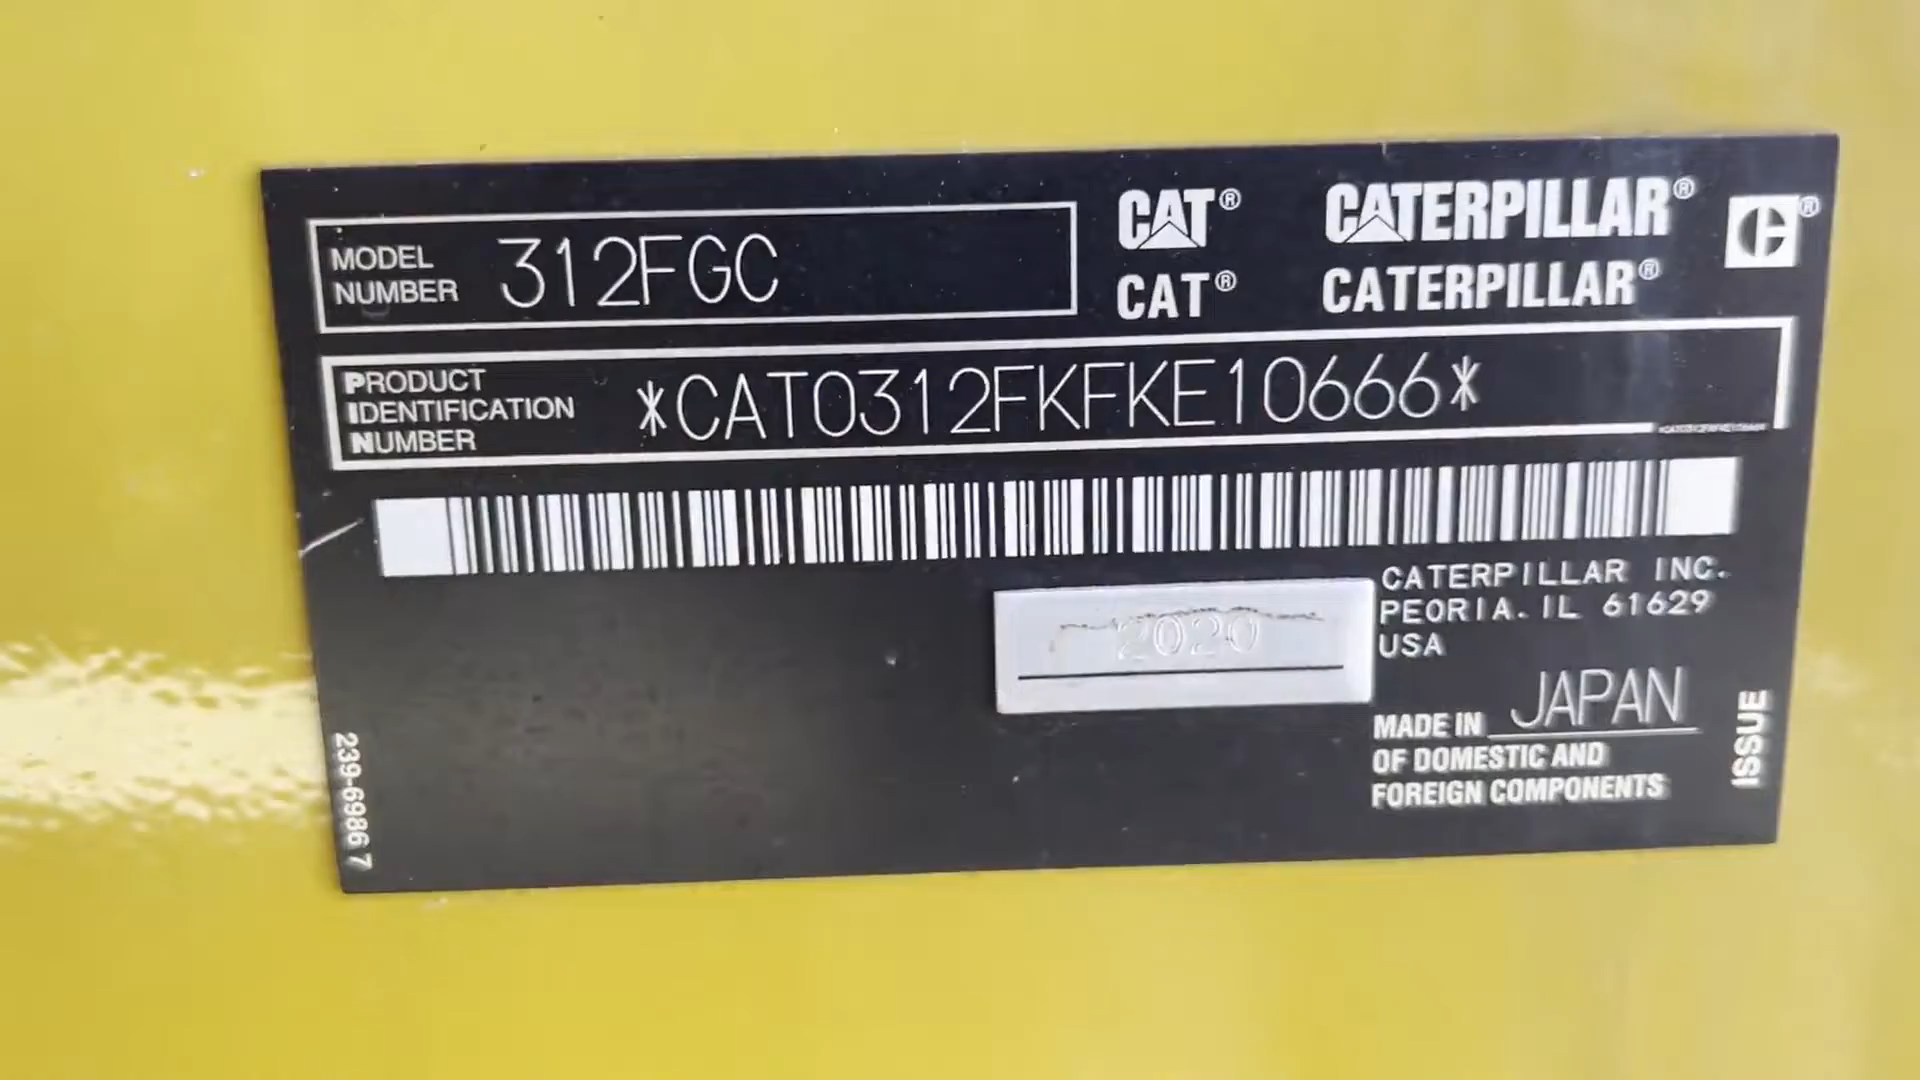 MODEL NUMBER 312FGC
CAT® CATERPILLAR®
CAT® CATERPILLAR®
PRODUCT
IDENTIFICATION
NUMBER
*CAT0312FKFKE10666*
2020
CATERPILLAR INC.
PEORIA. IL 61629
USA
MADE IN JAPAN
OF DOMESTIC AND
FOREIGN COMPONENTS
ISSUE
239-6986 7